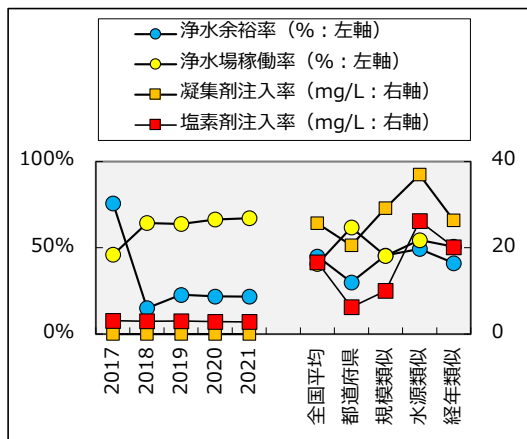 浄水余裕率（%：左軸）
浄水場稼働率（%：左軸）
凝集剤注入率（mg/L：右軸）
塩素剤注入率（mg/L：右軸）
100%
50%
0%
40
20
0
2017
2018
2019
2020
2021
全国平均
都道府県
規模類似
水源類似
経年類似